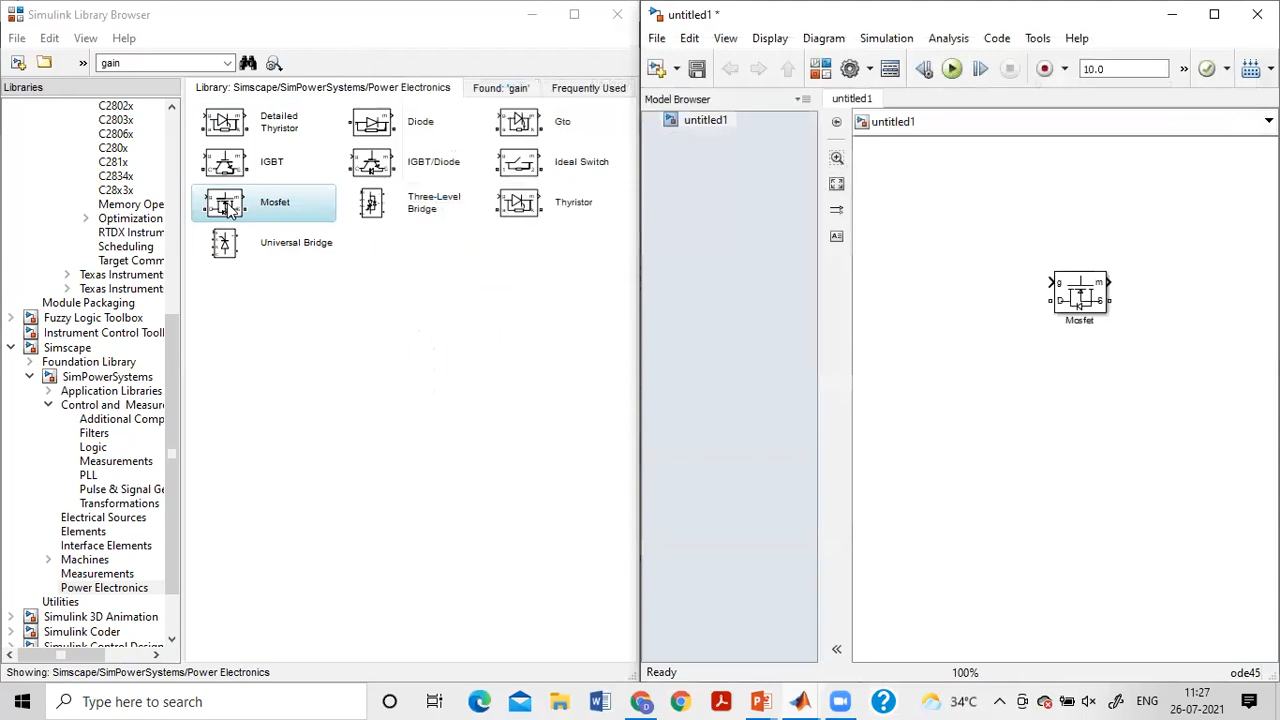 Simulink Library Browser
File Edit View Help
» gain
Libraries
C2802x
C2803x
C2806x
C280x
C281x
C2834x
C28x3x
Memory Ope
Optimization
RTDX Instrum
Scheduling
Target Comm
Texas Instrument
Texas Instrument
Module Packaging
Fuzzy Logic Toolbox
Instrument Control Tooll
Simscape
Foundation Library
SimPowerSystems
Application Libraries
Control and Measur
Additional Comp
Filters
Logic
Measurements
PLL
Pulse & Signal Ge
Transformations
Electrical Sources
Elements
Interface Elements
Machines
Measurements
Power Electronics
Utilities
Simulink 3D Animation
Simulink Coder
Showing: Simscape/SimPowerSystems/Power Electronics
Library: Simscape/SimPowerSystems/Power Electronics Found: 'gain' Frequently Used
Detailed
Thyristor
Diode
Gto
IGBT
IGBT/Diode
Ideal Switch
Mosfet
Three-Level
Bridge
Thyristor
Universal Bridge
untitled1 *
File Edit View Display Diagram Simulation Analysis Code Tools Help
10.0 »
Model Browser
untitled1
untitled1
untitled1
g m
D S
Mosfet
Ready 100% ode45
Type here to search
34°C ENG 11:27
26-07-2021